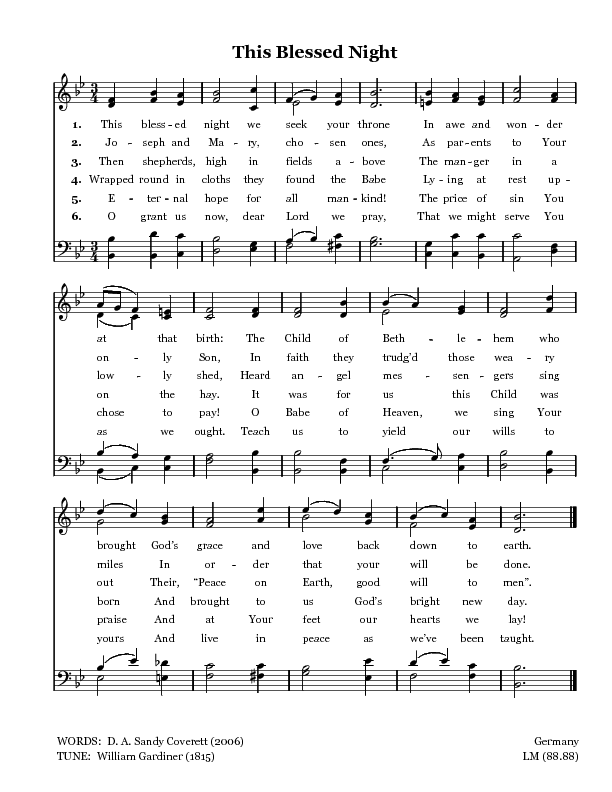 This Blessed Night
1. This bless - ed night we seek your throne In awe and won - der
2. Jo - seph and Ma - ry, cho - sen ones, As par - ents to Your
3. Then shepherds, high in fields a - bove The man - ger in a
4. Wrapped round in cloths they found the Babe Ly - ing at rest up -
5. E - ter - nal hope for all man - kind! The price of sin You
6. O grant us now, dear Lord we pray, That we might serve You
at that birth: The Child of Beth - le - hem who
on - ly Son, In faith they trudg'd those wea - ry
low - ly shed, Heard an - gel mes - sen - gers sing
on the hay. It was for us this Child was
chose to pay! O Babe of Heaven, we sing Your
as we ought. Teach us to yield our wills to
brought God's grace and love back down to earth.
miles In or - der that your will be done.
out Their, “Peace on Earth, good will to men”.
born And brought to us God's bright new day.
praise And at Your feet our hearts we lay!
yours And live in peace as we've been taught.
WORDS: D. A. Sandy Coverett (2006) Germany
TUNE: William Gardiner (1815) LM (88.88)